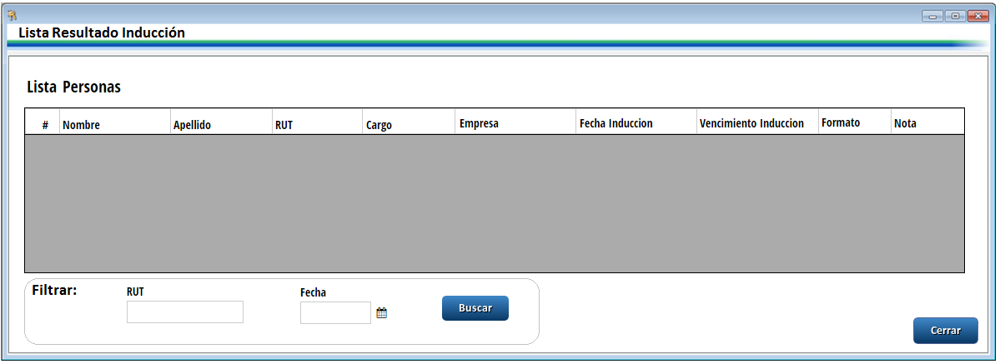 Lista Resultado Inducción
Lista Personas
# Nombre Apellido RUT Cargo Empresa Fecha Induccion Vencimiento Induccion Formato Nota
Filtrar: RUT Fecha
Buscar
Cerrar